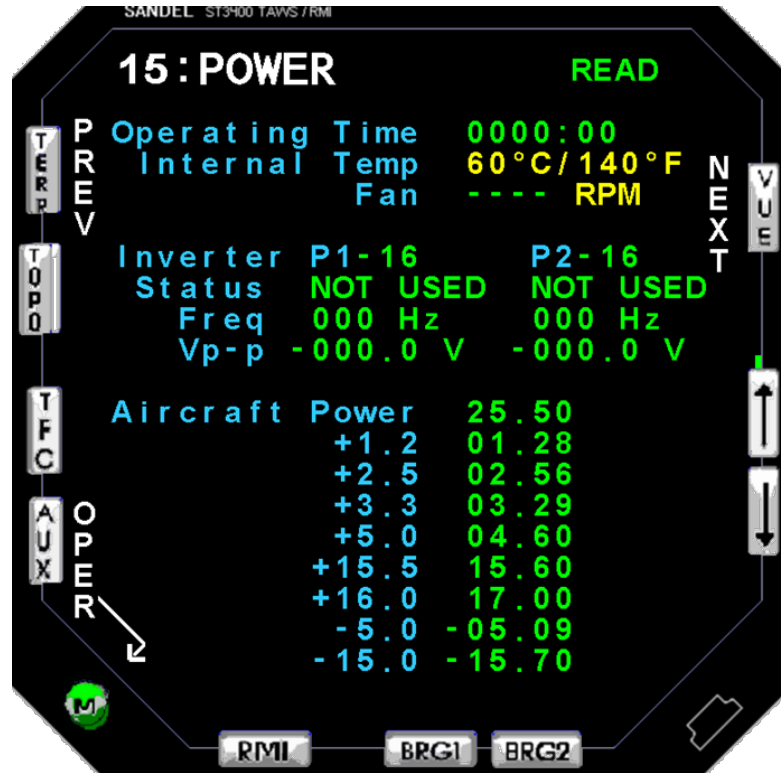 SANDEL ST3400 TAWS / RMI
15:POWER READ
TERR
PREV
Operating Time 0000:00
Internal Temp 60°C/140°F
Fan ---- RPM
NEXT
VUE
TOPO
Inverter P1-16 P2-16
Status NOT USED NOT USED
Freq 000 Hz 000 Hz
Vp-p -000.0 V -000.0 V
TFC
Aircraft Power 25.50
+1.2 01.28
+2.5 02.56
+3.3 03.29
+5.0 04.60
+15.5 15.60
+16.0 17.00
-5.0 -05.09
-15.0 -15.70
AUX
OPER
M
RMI BRG1 BRG2